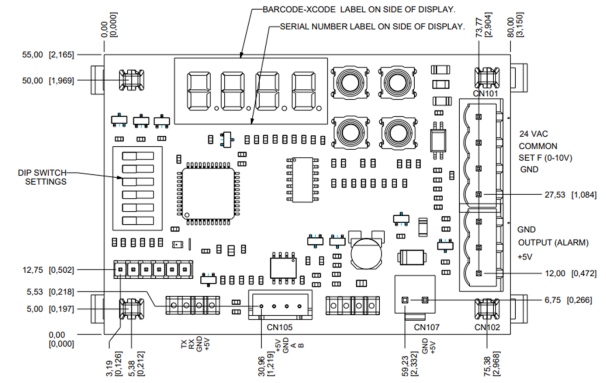 BARCODE-XCODE LABEL ON SIDE OF DISPLAY.
SERIAL NUMBER LABEL ON SIDE OF DISPLAY.
0,00 [0,000]
73,77 [2,904]
80,00 [3,150]
55,00 [2,165]
50,00 [1,969]
CN101
24 VAC
COMMON
SET F (0-10V)
GND
DIP SWITCH
SETTINGS
27,53 [1,084]
GND
OUTPUT (ALARM)
+5V
12,75 [0,502]
12,00 [0,472]
5,53 [0,218]
6,75 [0,266]
5,00 [0,197]
CN105
CN107
CN102
0,00
[0,000]
3,19 [0,126]
5,38 [0,212]
TX
RX
GND
+5V
30,96 [1,219]
+5V
GND
A
B
59,23 [2,332]
GND
+5V
75,38 [2,968]